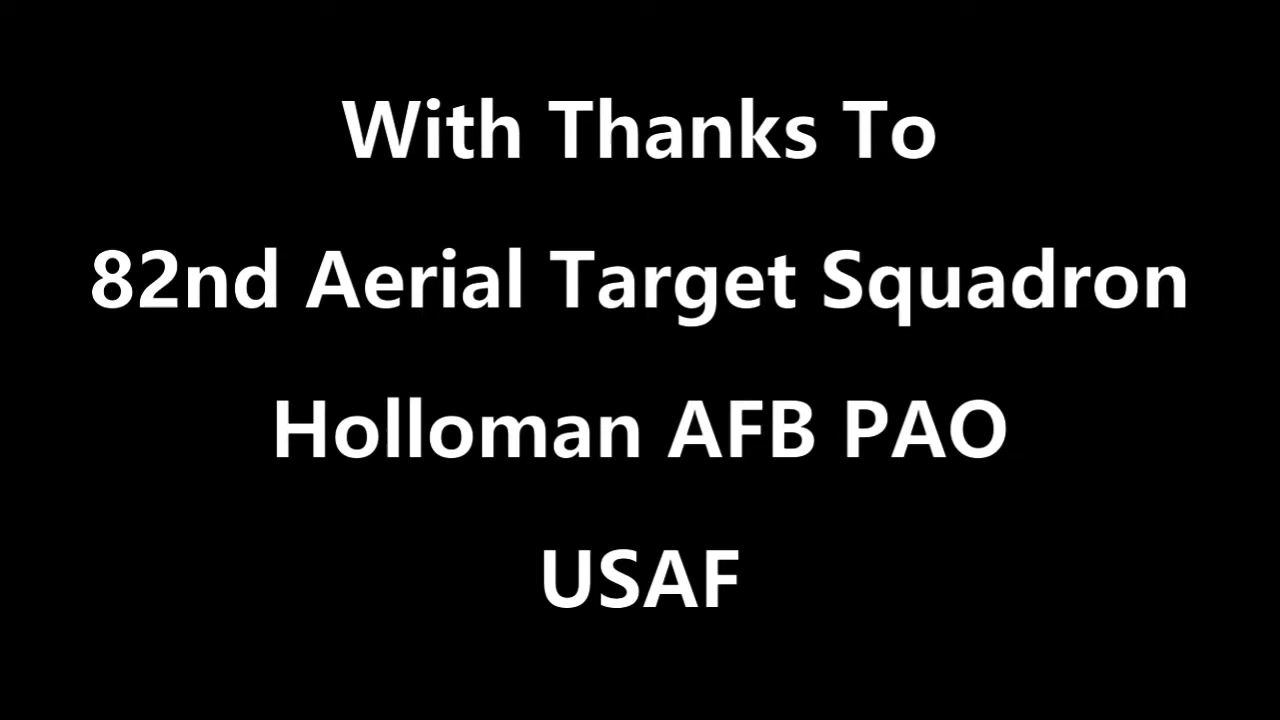 With Thanks To
82nd Aerial Target Squadron
Holloman AFB PAO
USAF